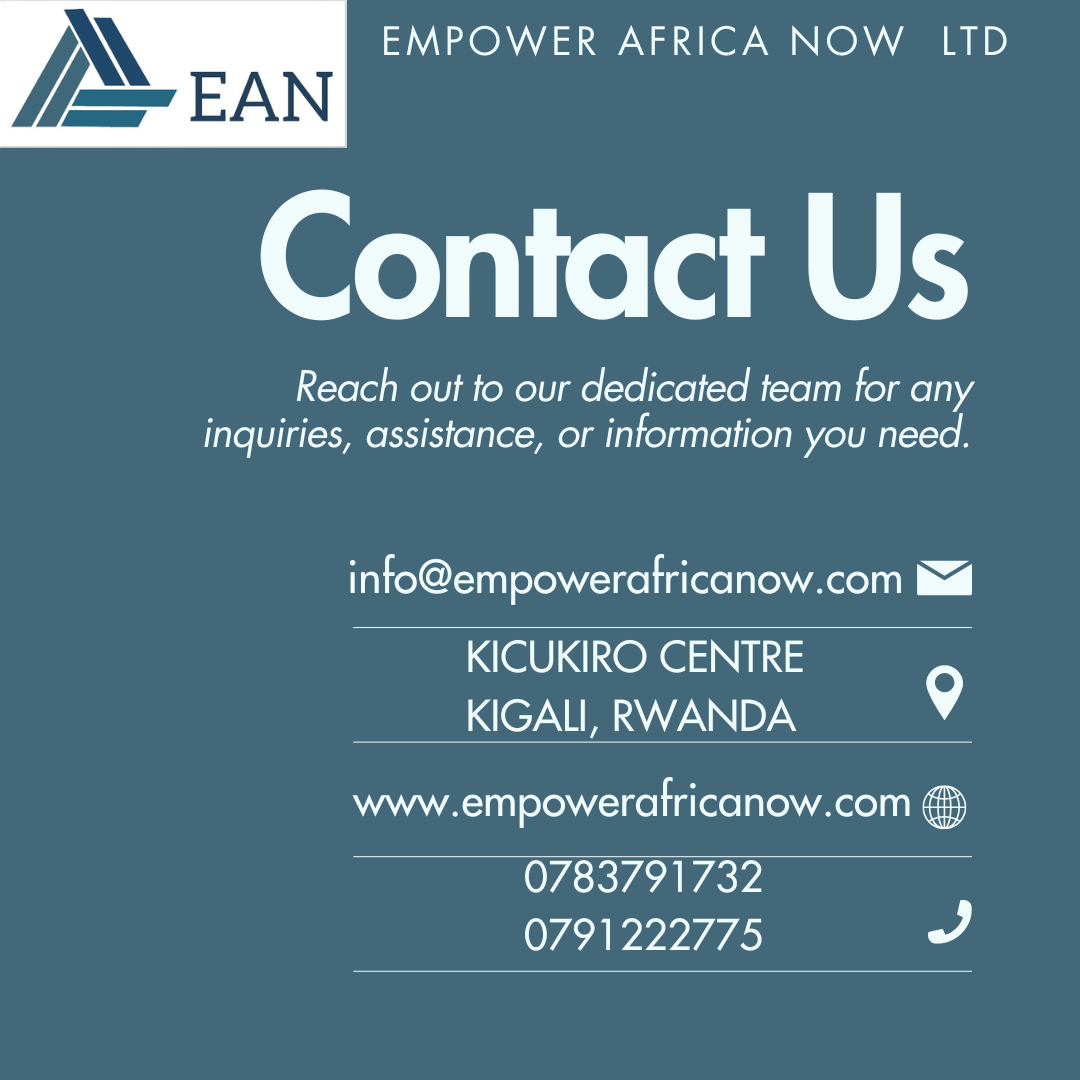 EAN
EMPOWER AFRICA NOW LTD
Contact Us
Reach out to our dedicated team for any
inquiries, assistance, or information you need.
info@empowerafricanow.com
KICUKIRO CENTRE
KIGALI, RWANDA
www.empowerafricanow.com
0783791732
0791222775